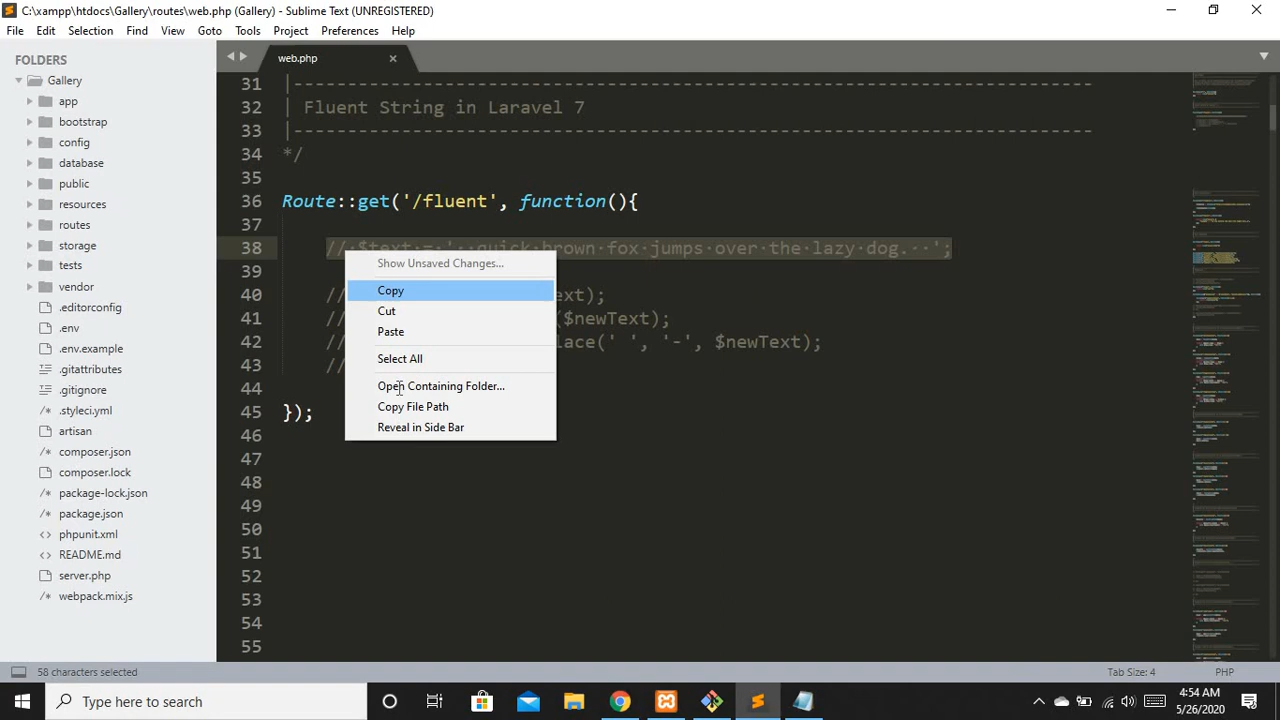 C:\xampp\htdocs\Gallery\routes\web.php (Gallery) - Sublime Text (UNREGISTERED)
File Edit Selection Find View Goto Tools Project Preferences Help
FOLDERS
Gallery
app
bootstrap
config
database
public
resources
routes
storage
tests
vendor
.editorconfig
.env
.env.example
.gitattributes
.gitignore
.styleci.yml
artisan
composer.json
composer.lock
package-lock.json
package.json
phpunit.xml
README.md
server.php
webpack.mix.js
web.php
31 |--------------------------------------------------------------------------
32 | Fluent String in Laravel 7
33 |--------------------------------------------------------------------------
34 */
35
36 Route::get('/fluent', function(){
37
38 // $text = ' quick brown fox jumps over the lazy dog. ',
39
40 ext);
41 // ($newText);
42 // lace(' ', '-', $newText);
43
44
45 });
46
47
48
49
50
51
52
53
54
55
Show Unsaved Changes...
Copy
Cut
Paste
Select All
Open Containing Folder…
Copy File Path
Reveal in Side Bar
58 characters selected
Tab Size: 4
PHP
Type here to search
4:54 AM
5/26/2020